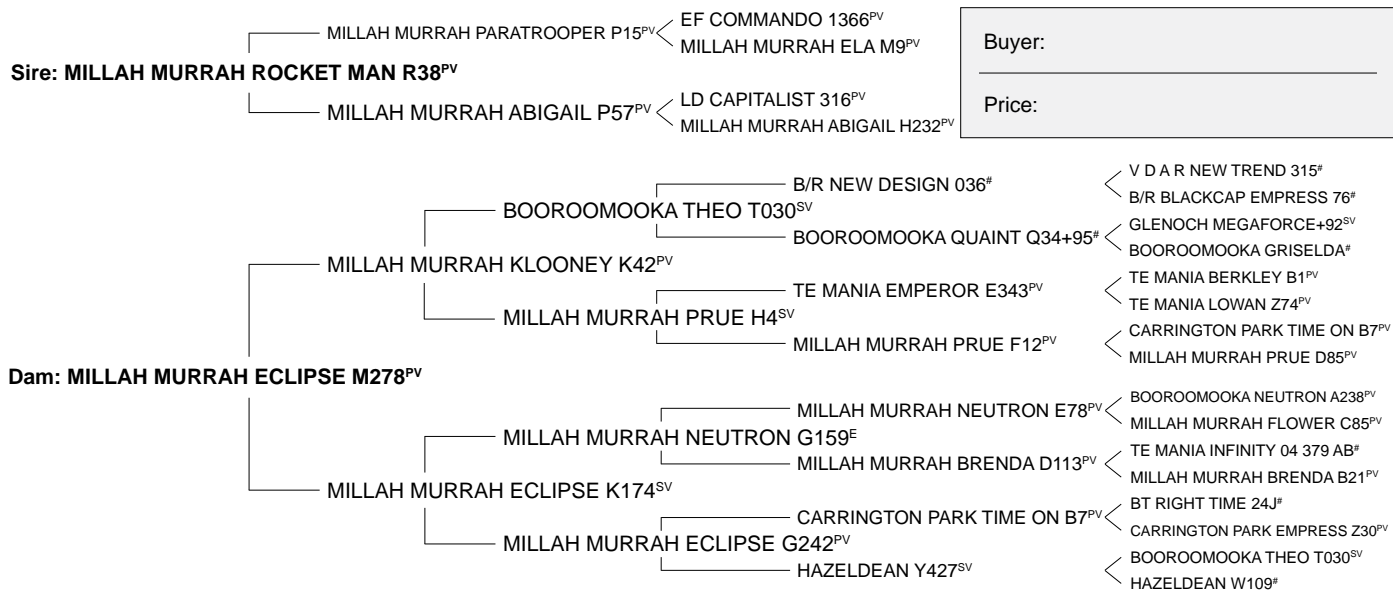 EF COMMANDO 1366PV
MILLAH MURRAH PARATROOPER P15PV
MILLAH MURRAH ELA M9PV
Sire: MILLAH MURRAH ROCKET MAN R38PV
LD CAPITALIST 316PV
MILLAH MURRAH ABIGAIL P57PV
MILLAH MURRAH ABIGAIL H232PV
Buyer:
Price:
V D A R NEW TREND 315#
B/R NEW DESIGN 036#
B/R BLACKCAP EMPRESS 76#
BOOROOMOOKA THEO T030SV
GLENOCH MEGAFORCE+92SV
BOOROOMOOKA QUAINT Q34+95#
BOOROOMOOKA GRISELDA#
MILLAH MURRAH KLOONEY K42PV
TE MANIA BERKLEY B1PV
TE MANIA EMPEROR E343PV
TE MANIA LOWAN Z74PV
MILLAH MURRAH PRUE H4SV
CARRINGTON PARK TIME ON B7PV
MILLAH MURRAH PRUE F12PV
MILLAH MURRAH PRUE D85PV
Dam: MILLAH MURRAH ECLIPSE M278PV
BOOROOMOOKA NEUTRON A238PV
MILLAH MURRAH NEUTRON E78PV
MILLAH MURRAH FLOWER C85PV
MILLAH MURRAH NEUTRON G159E
TE MANIA INFINITY 04 379 AB#
MILLAH MURRAH BRENDA D113PV
MILLAH MURRAH BRENDA B21PV
MILLAH MURRAH ECLIPSE K174SV
BT RIGHT TIME 24J#
CARRINGTON PARK TIME ON B7PV
CARRINGTON PARK EMPRESS Z30PV
MILLAH MURRAH ECLIPSE G242PV
BOOROOMOOKA THEO T030SV
HAZELDEAN Y427SV
HAZELDEAN W109#